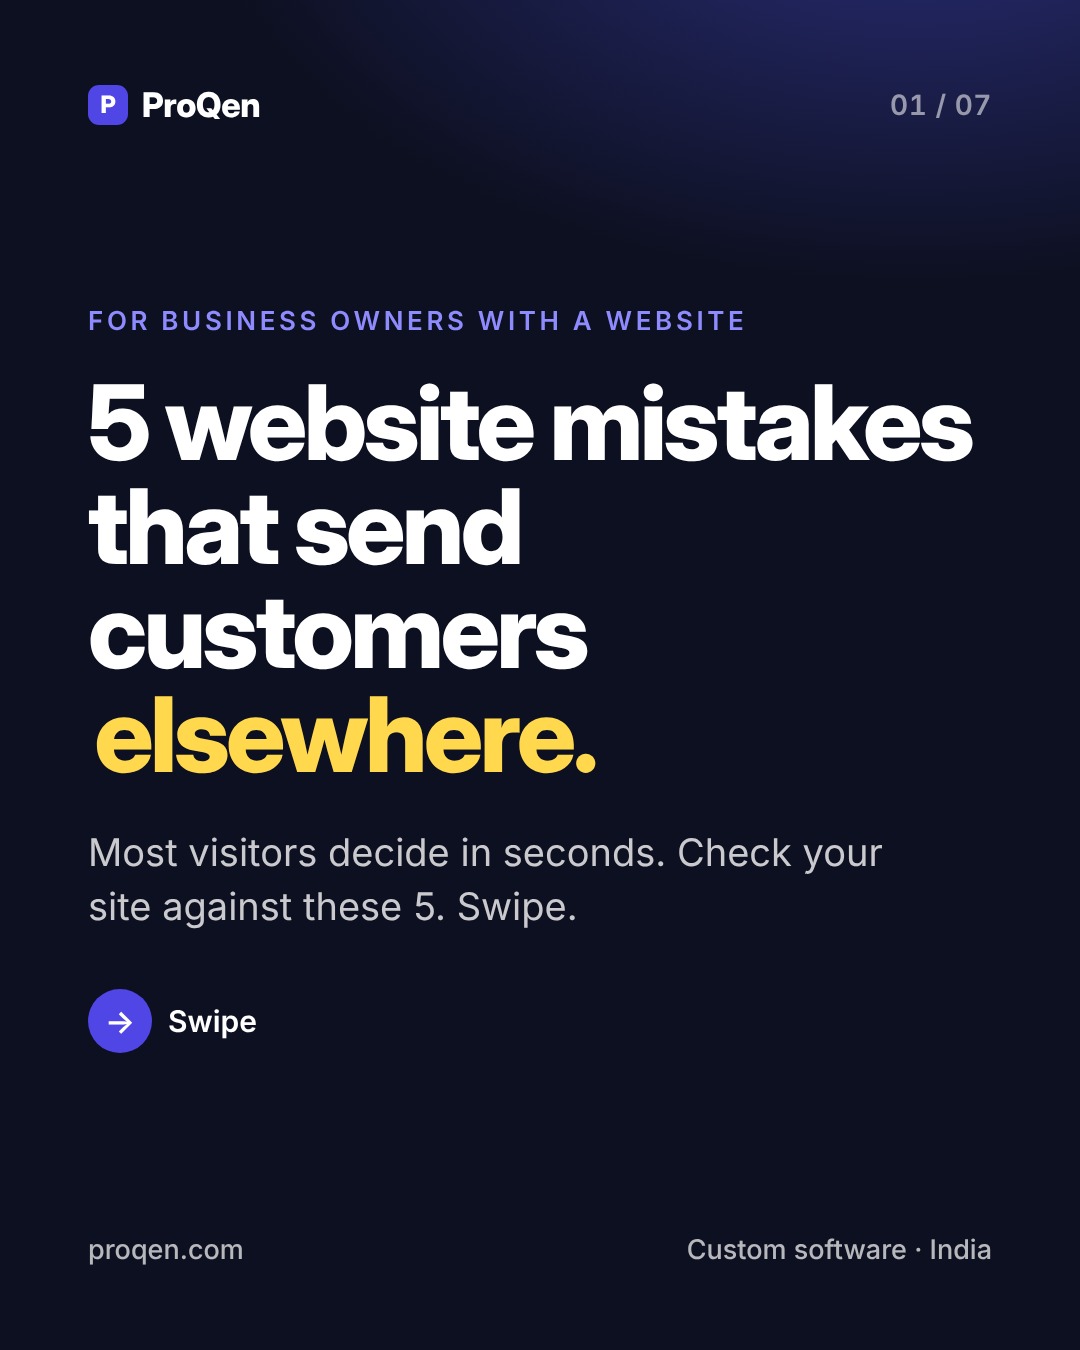 P ProQen
01 / 07
FOR BUSINESS OWNERS WITH A WEBSITE
5 website mistakes
that send
customers
elsewhere.
Most visitors decide in seconds. Check your
site against these 5. Swipe.
→ Swipe
proqen.com
Custom software · India